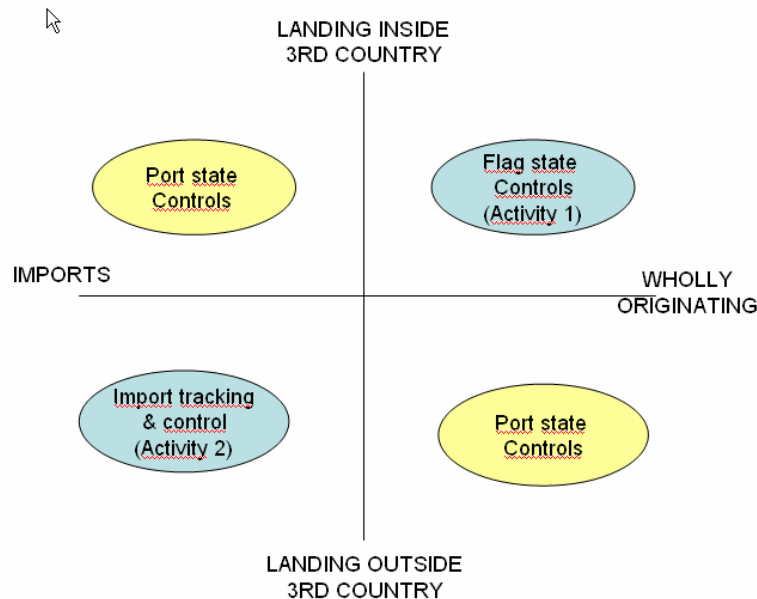 LANDING INSIDE
3RD COUNTRY
Port state
Controls
Flag state
Controls
(Activity 1)
IMPORTS
WHOLLY
ORIGINATING
Import tracking
& control
(Activity 2)
Port state
Controls
LANDING OUTSIDE
3RD COUNTRY